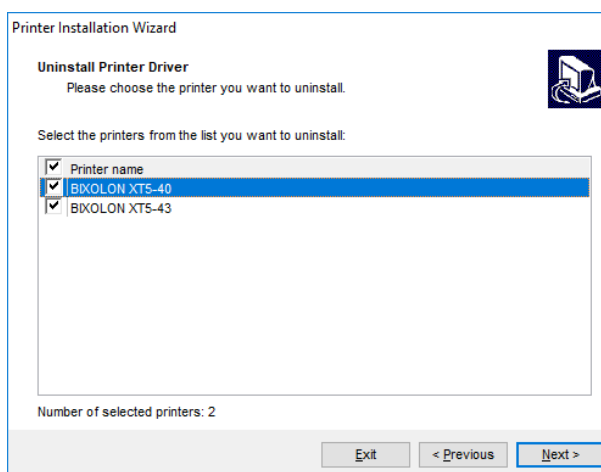 Printer Installation Wizard
Uninstall Printer Driver
Please choose the printer you want to uninstall.
Select the printers from the list you want to uninstall:
Printer name
BIXOLON XT5-40
BIXOLON XT5-43
Number of selected printers: 2
Exit < Previous Next >